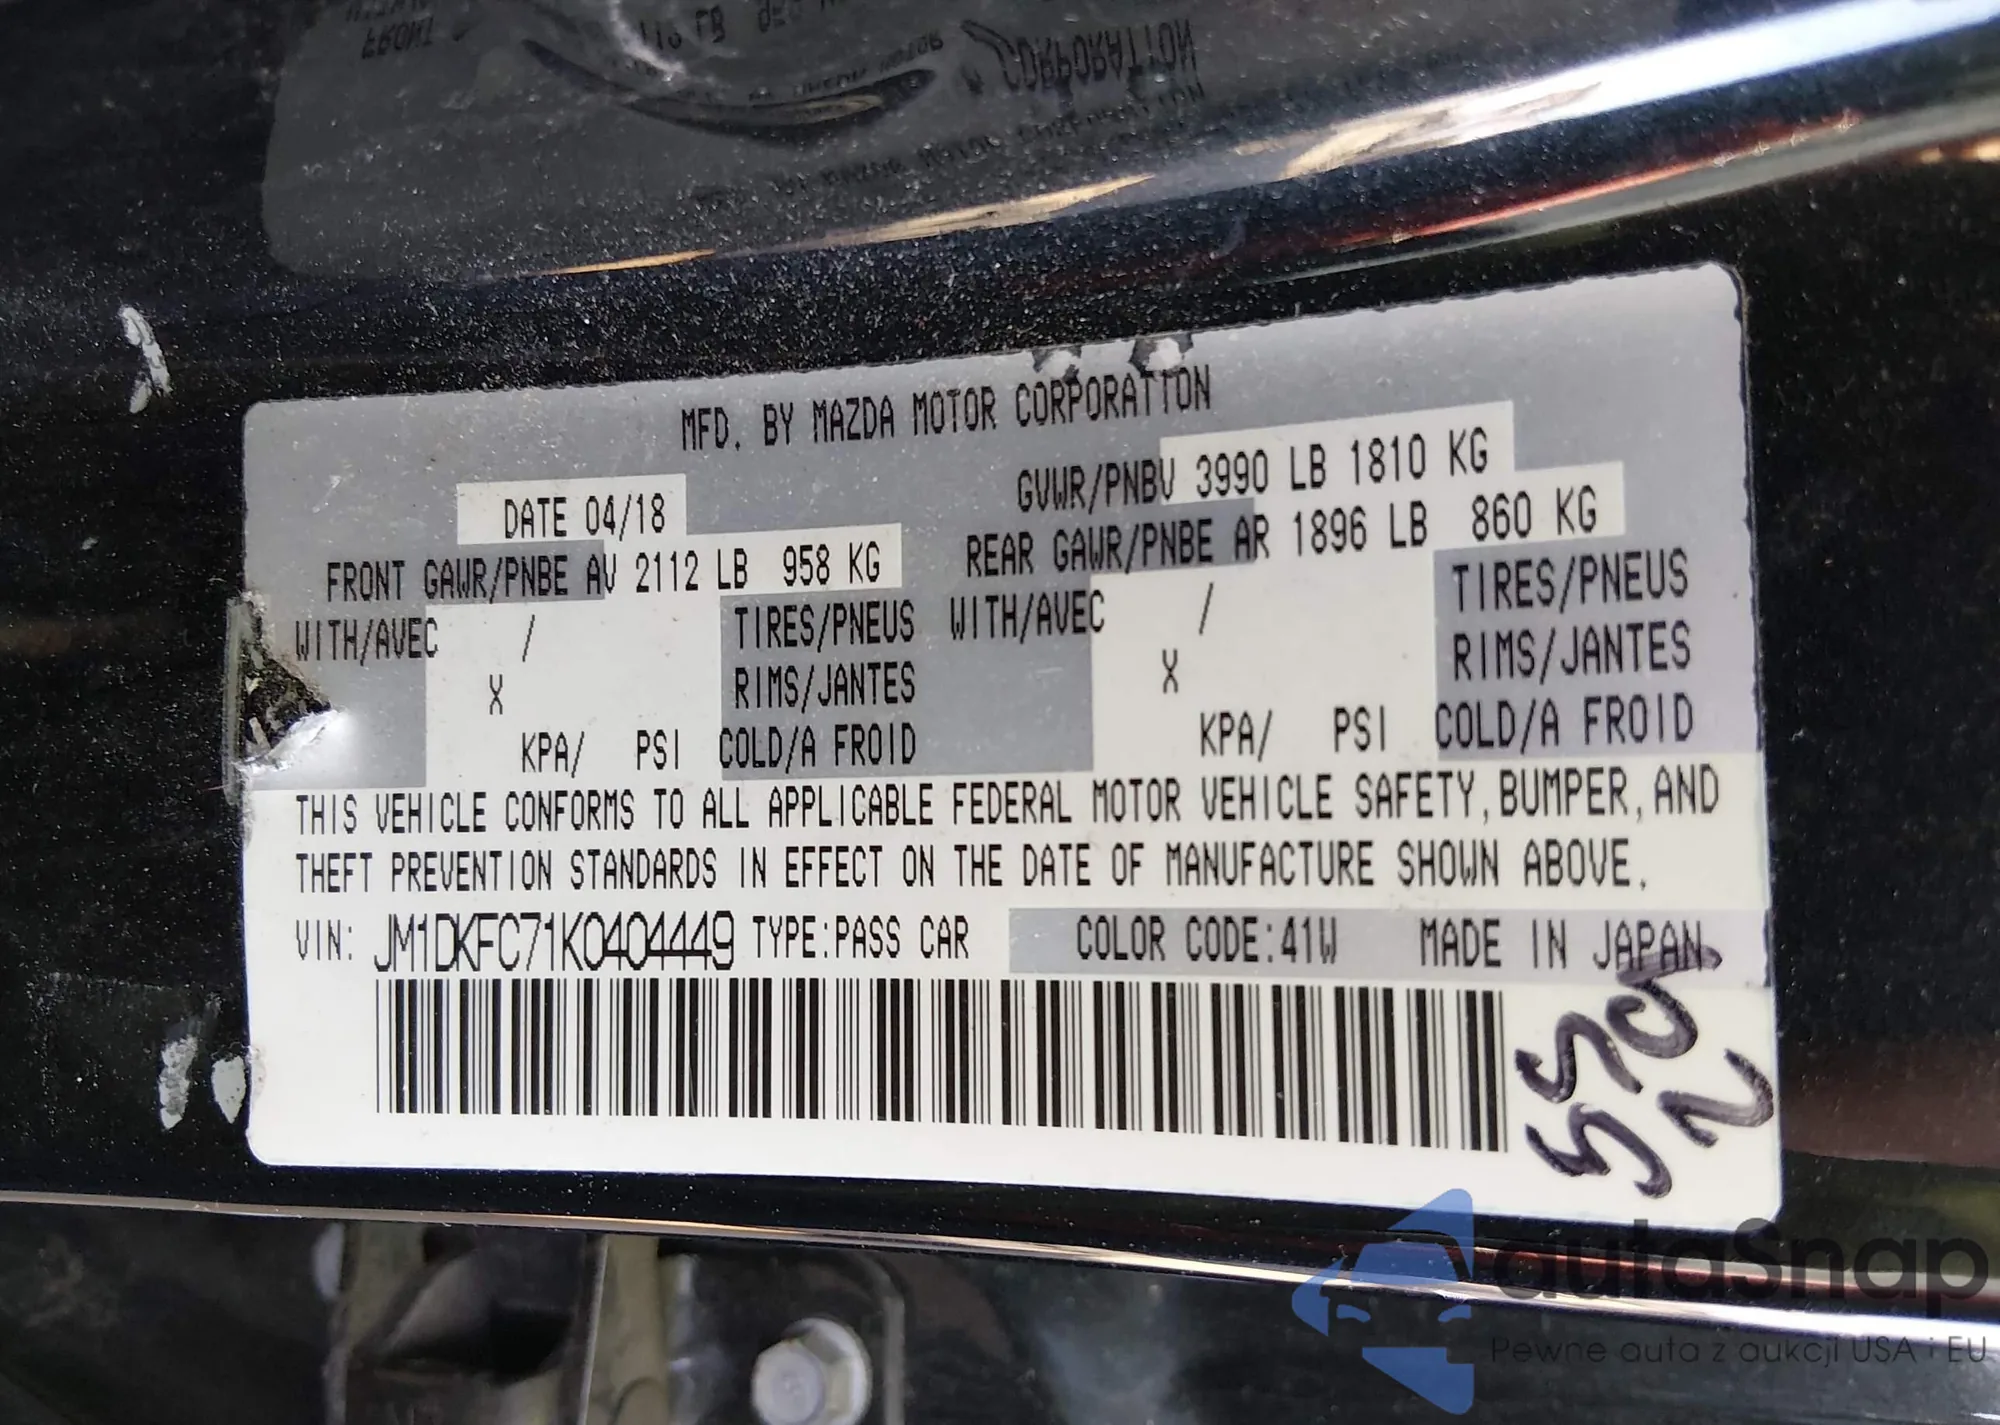 MFD. BY MAZDA MOTOR CORPORATION
DATE 04/18 GVWR/PNBV 3990 LB 1810 KG
FRONT GAWR/PNBE AV 2112 LB 958 KG REAR GAWR/PNBE AR 1896 LB 860 KG
WITH/AVEC / TIRES/PNEUS WITH/AVEC / TIRES/PNEUS
X RIMS/JANTES X RIMS/JANTES
KPA/ PSI COLD/A FROID KPA/ PSI COLD/A FROID
THIS VEHICLE CONFORMS TO ALL APPLICABLE FEDERAL MOTOR VEHICLE SAFETY,BUMPER,AND
THEFT PREVENTION STANDARDS IN EFFECT ON THE DATE OF MANUFACTURE SHOWN ABOVE.
VIN: JM1DKFC71K0404449 TYPE:PASS CAR COLOR CODE:41W MADE IN JAPAN
autaSnap
Pewne auta z aukcji USA i EU